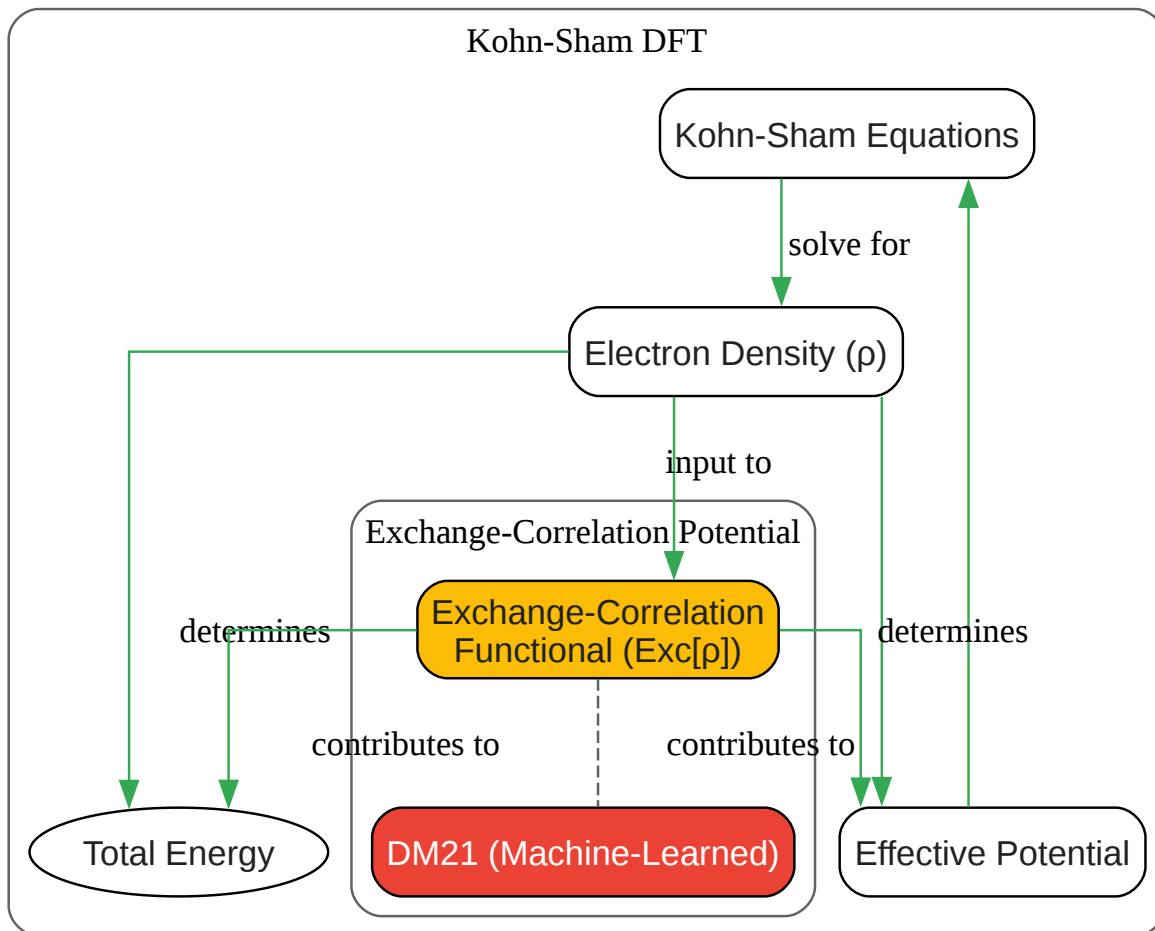 Kohn-Sham DFT
Kohn-Sham Equations
solve for
Electron Density (ρ)
input to
Exchange-Correlation Potential
Exchange-Correlation
Functional (Exc[ρ])
determines
determines
contributes to
contributes to
Total Energy
DM21 (Machine-Learned)
Effective Potential